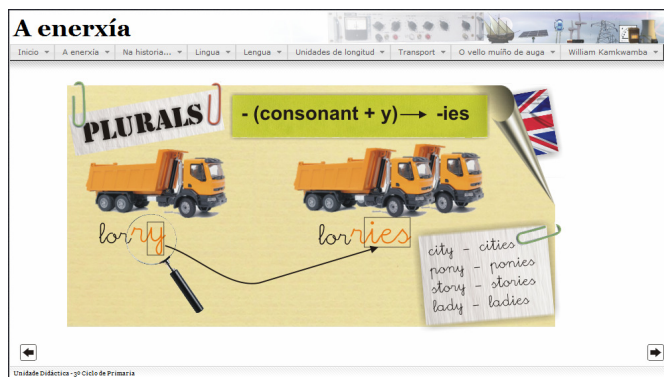 A enerxía
Inicio A enerxía Na historia... Lingua Lengua Unidades de longitud Transport O vello muíño de auga William Kamkwamba
PLURALS
- (consonant + y) → -ies
lorry
lorries
city - cities
pony - ponies
story - stories
lady - ladies
Unidade Didáctica - 3º Ciclo de Primaria